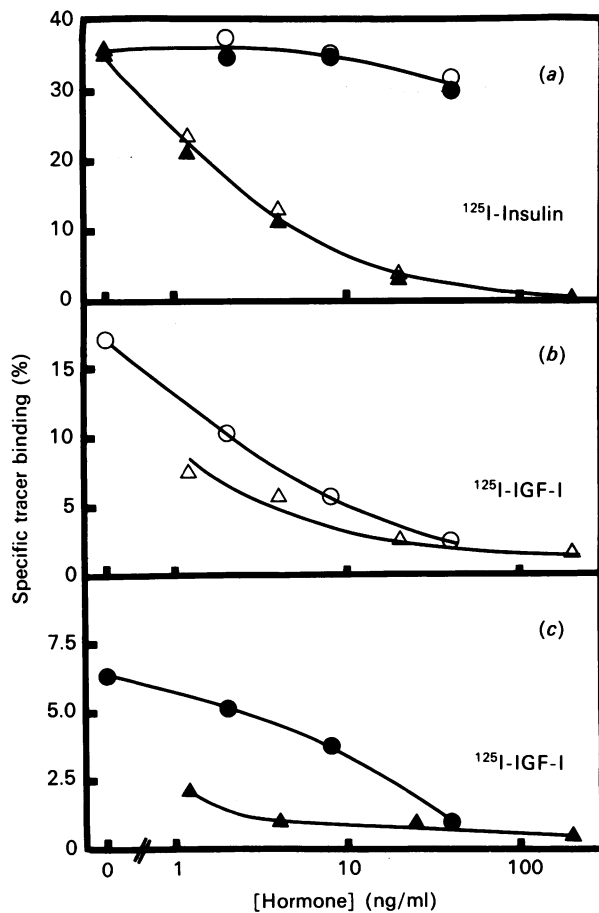 40
(a)
30
20
¹²⁵I-Insulin
10
0
(b)
15
10
¹²⁵I-IGF-I
5
0
Specific tracer binding (%)
(c)
7.5
5.0
¹²⁵I-IGF-I
2.5
0
0 1 10 100
[Hormone] (ng/ml)